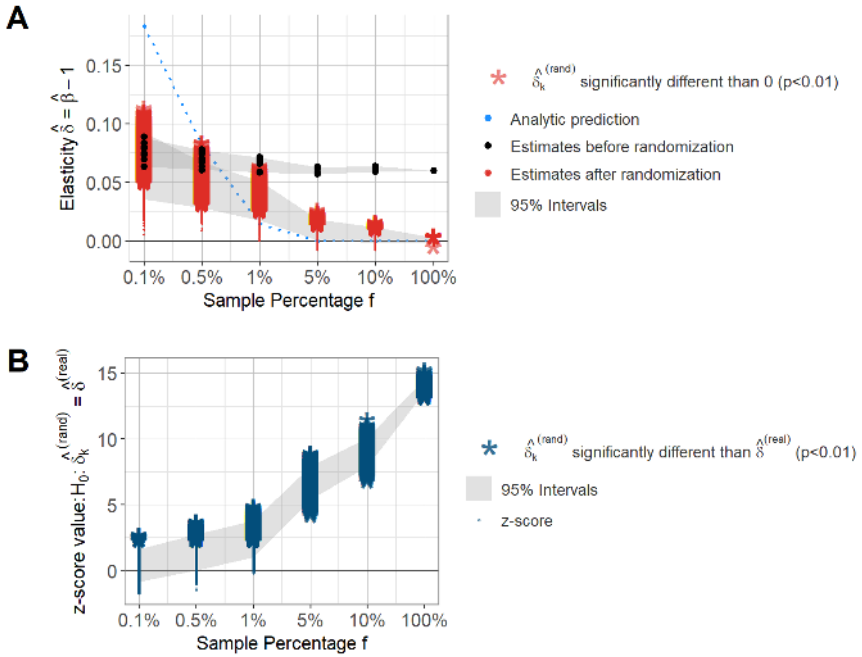 A
Elasticity δ̂ = β̂ − 1
0.15
0.10
0.05
0.00
0.1% 0.5% 1% 5% 10% 100%
Sample Percentage f
* δ̂ₖ⁽ʳᵃⁿᵈ⁾ significantly different than 0 (p<0.01)
Analytic prediction
Estimates before randomization
Estimates after randomization
95% Intervals
B
z-score value:H₀: δ̂ₖ⁽ʳᵃⁿᵈ⁾ = δ̂⁽ʳᵉᵃˡ⁾
15
10
5
0
0.1% 0.5% 1% 5% 10% 100%
Sample Percentage f
* δ̂ₖ⁽ʳᵃⁿᵈ⁾ significantly different than δ̂⁽ʳᵉᵃˡ⁾ (p<0.01)
95% Intervals
z-score